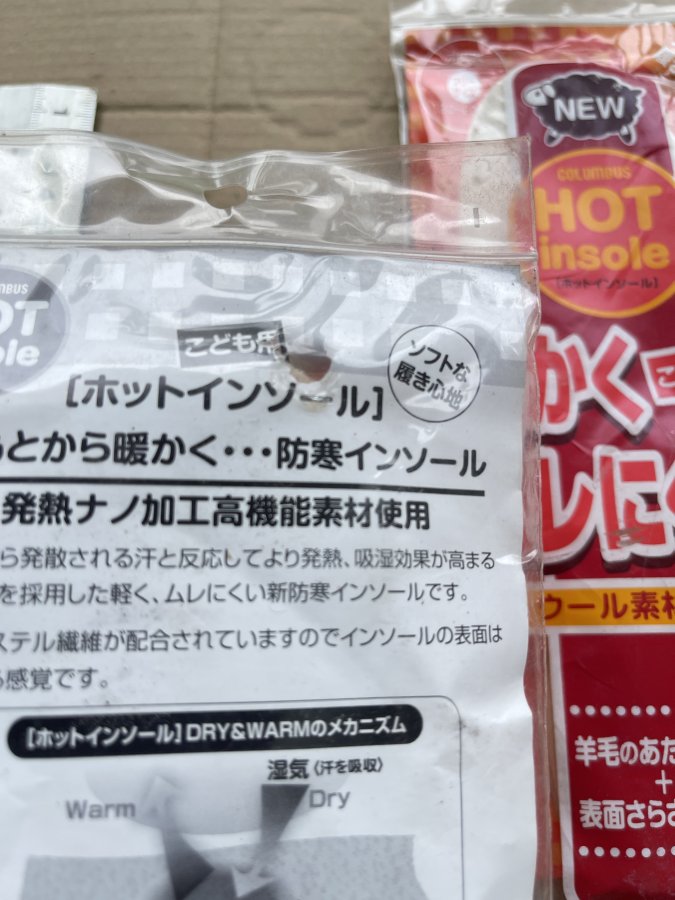 1
NEW
COLUMBUS
HOT
insole
[ホットインソール]
かく
レにく
ウール素材
羊毛のあた
+
表面さらさ
MBUS
OT
ole
こども用
ソフトな
履き心地
[ホットインソール]
とから暖かく・・・防寒インソール
発熱ナノ加工高機能素材使用
ら発散される汗と反応してより発熱、吸湿効果が高まる
を採用した軽く、ムレにくい新防寒インソールです。
ステル繊維が配合されていますのでインソールの表面は
感覚です。
[ホットインソール]DRY&WARMのメカニズム
湿気〈汗を吸収〉
Warm
Dry